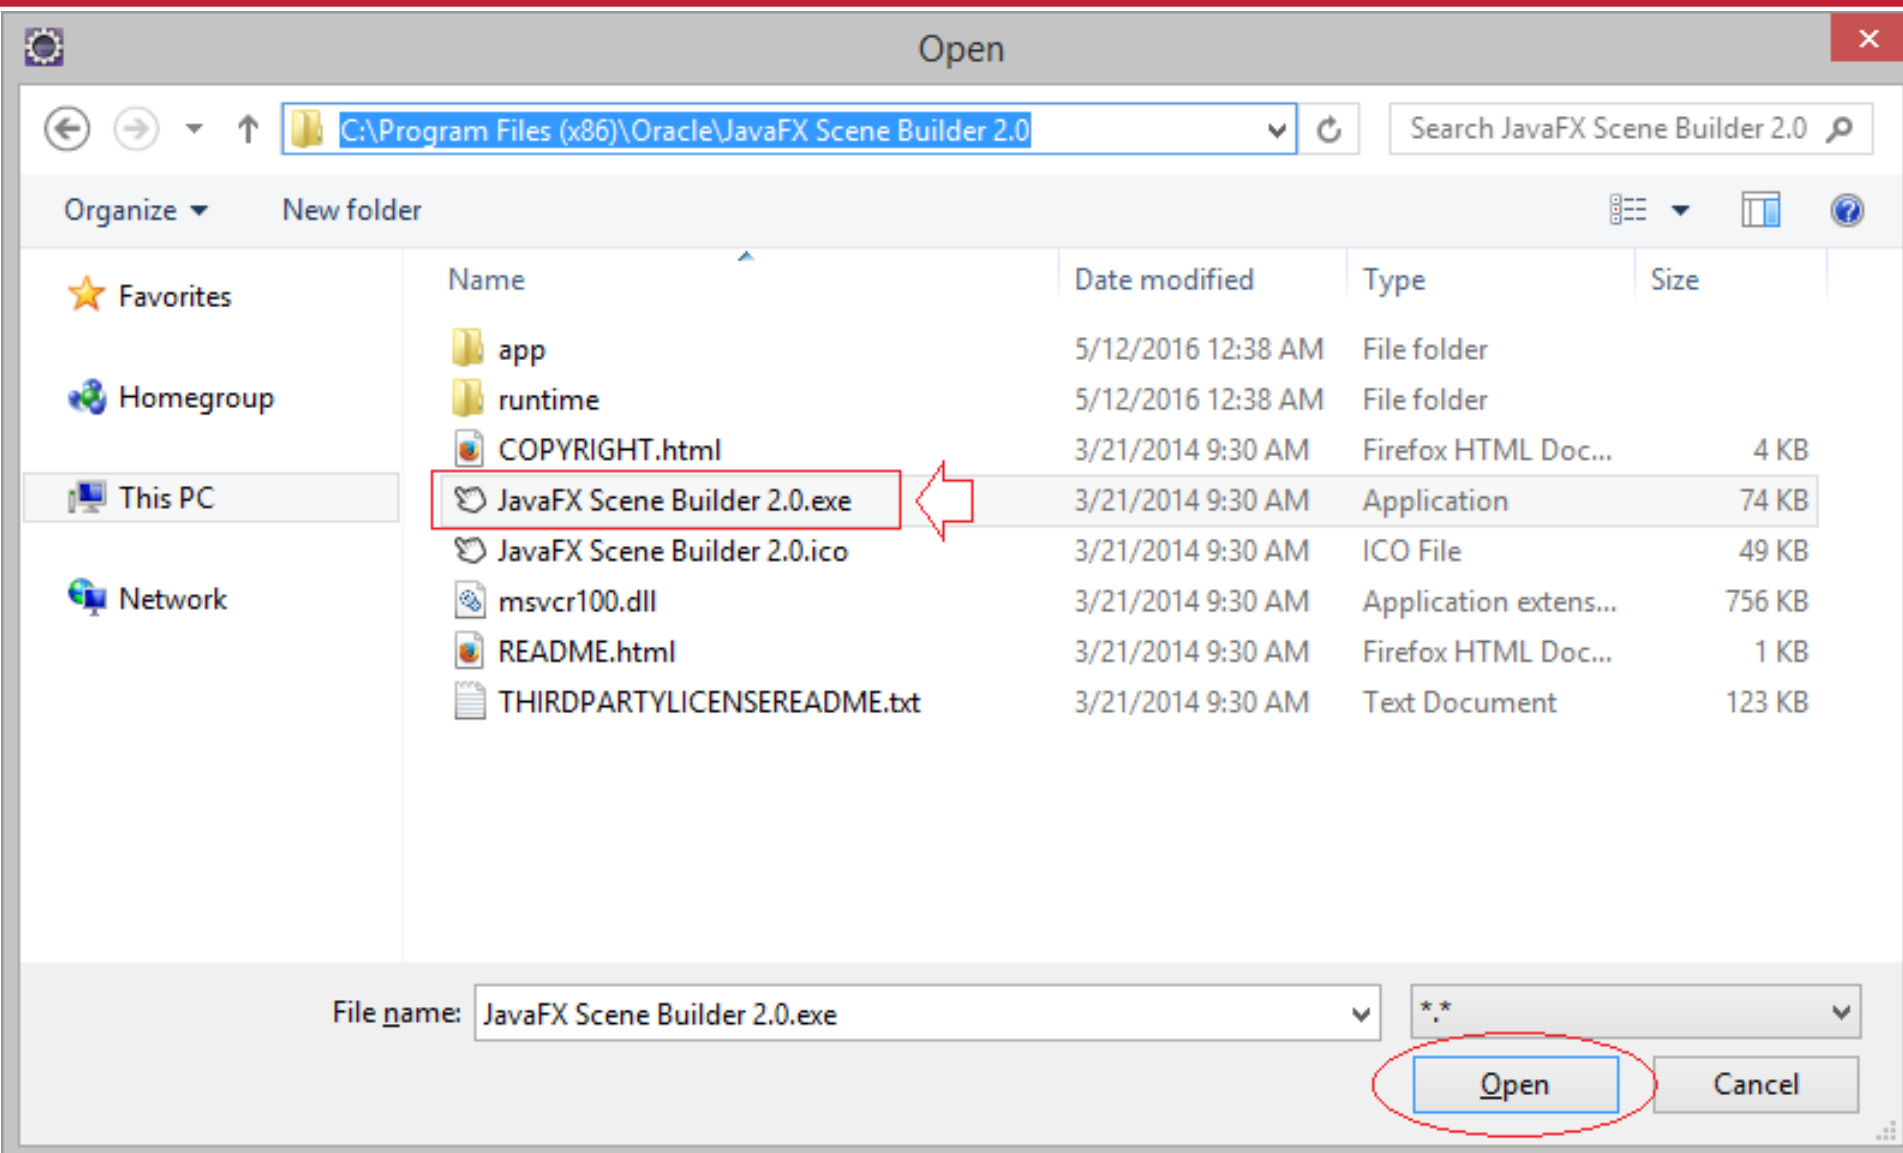 Open
C:\Program Files (x86)\Oracle\JavaFX Scene Builder 2.0 Search JavaFX Scene Builder 2.0
Organize New folder
Name Date modified Type Size
Favorites
app 5/12/2016 12:38 AM File folder
Homegroup runtime 5/12/2016 12:38 AM File folder
COPYRIGHT.html 3/21/2014 9:30 AM Firefox HTML Doc... 4 KB
This PC JavaFX Scene Builder 2.0.exe 3/21/2014 9:30 AM Application 74 KB
JavaFX Scene Builder 2.0.ico 3/21/2014 9:30 AM ICO File 49 KB
Network msvcr100.dll 3/21/2014 9:30 AM Application extens... 756 KB
README.html 3/21/2014 9:30 AM Firefox HTML Doc... 1 KB
THIRDPARTYLICENSEREADME.txt 3/21/2014 9:30 AM Text Document 123 KB
File name: JavaFX Scene Builder 2.0.exe *.*
Open Cancel